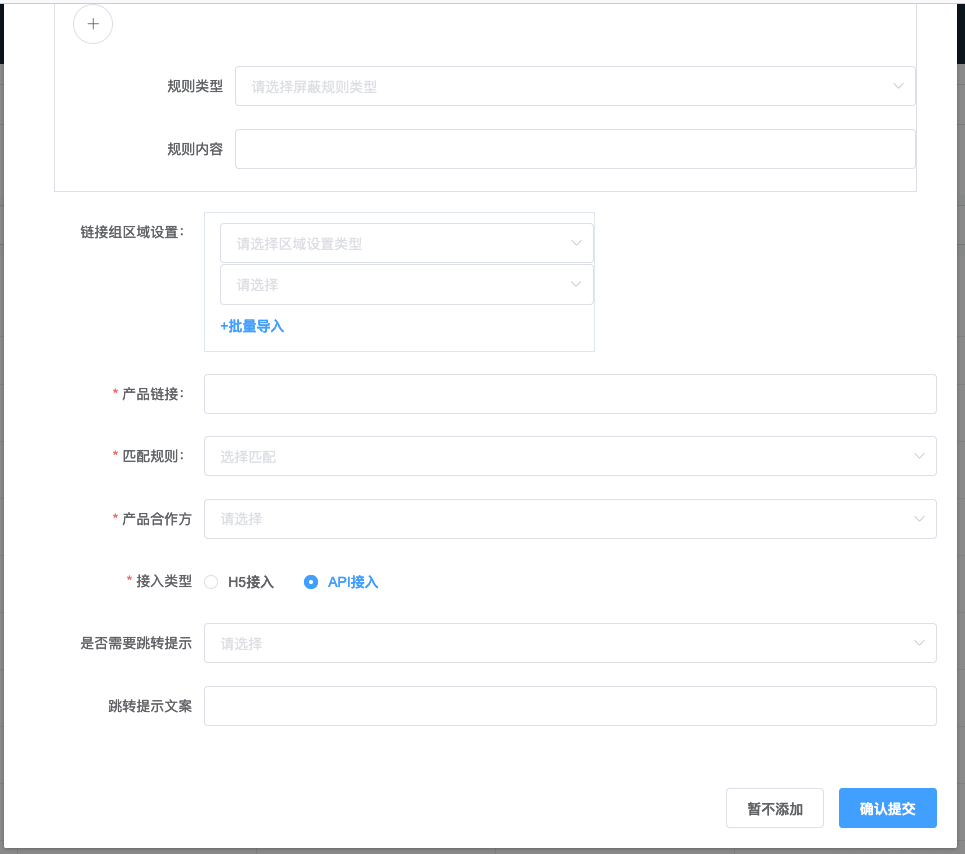 规则类型
请选择屏蔽规则类型
规则内容
链接组区域设置：
请选择区域设置类型
请选择
+批量导入
* 产品链接：
* 匹配规则：
选择匹配
* 产品合作方
请选择
* 接入类型
H5接入
API接入
是否需要跳转提示
请选择
跳转提示文案
暂不添加
确认提交